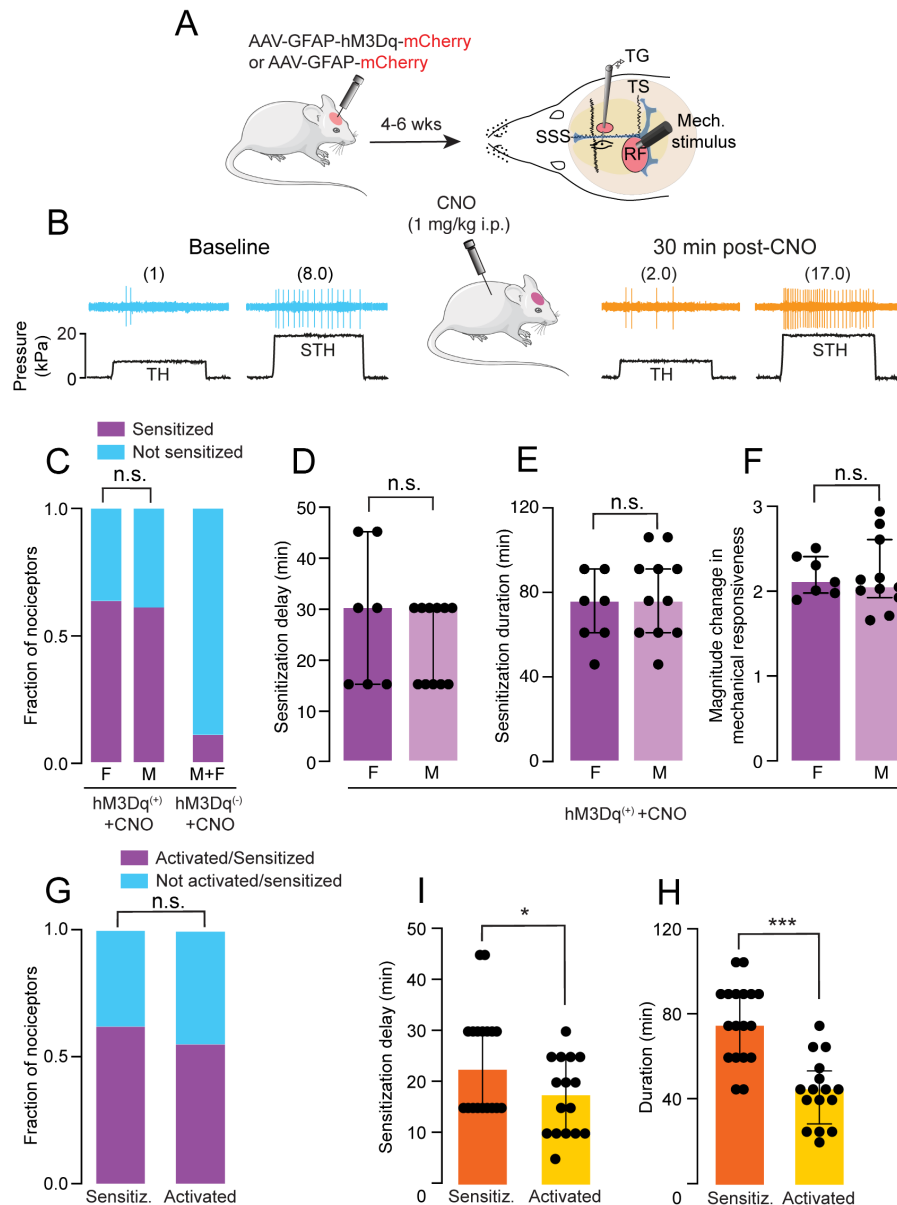 A
AAV-GFAP-hM3Dq-mCherry
or AAV-GFAP-mCherry
4-6 wks
TG
TS
SSS
RF
Mech.
stimulus
B
Baseline
CNO
(1 mg/kg i.p.)
30 min post-CNO
(1)
(8.0)
(2.0)
(17.0)
Pressure
(kPa)
20
0
TH
STH
TH
STH
Sensitized
Not sensitized
C
n.s.
Fraction of nociceptors
1.0
0.5
0.0
F
M
M+F
hM3Dq(+)
+CNO
hM3Dq(-)
+CNO
D
n.s.
Sesnitization delay (min)
50
40
30
20
10
0
F
M
E
n.s.
Sesnitization duration (min)
120
80
40
0
F
M
F
n.s.
Magnitude chanage in
mechanical responsiveness
3
2
1
0
F
M
hM3Dq(+) +CNO
Activated/Sensitized
Not activated/sensitized
G
n.s.
Fraction of nociceptors
1.0
0.5
0.0
Sensitiz.
Activated
I
*
Sensitization delay (min)
50
40
30
20
10
0
Sensitiz.
Activated
H
***
Duration (min)
120
80
40
0
Sensitiz.
Activated